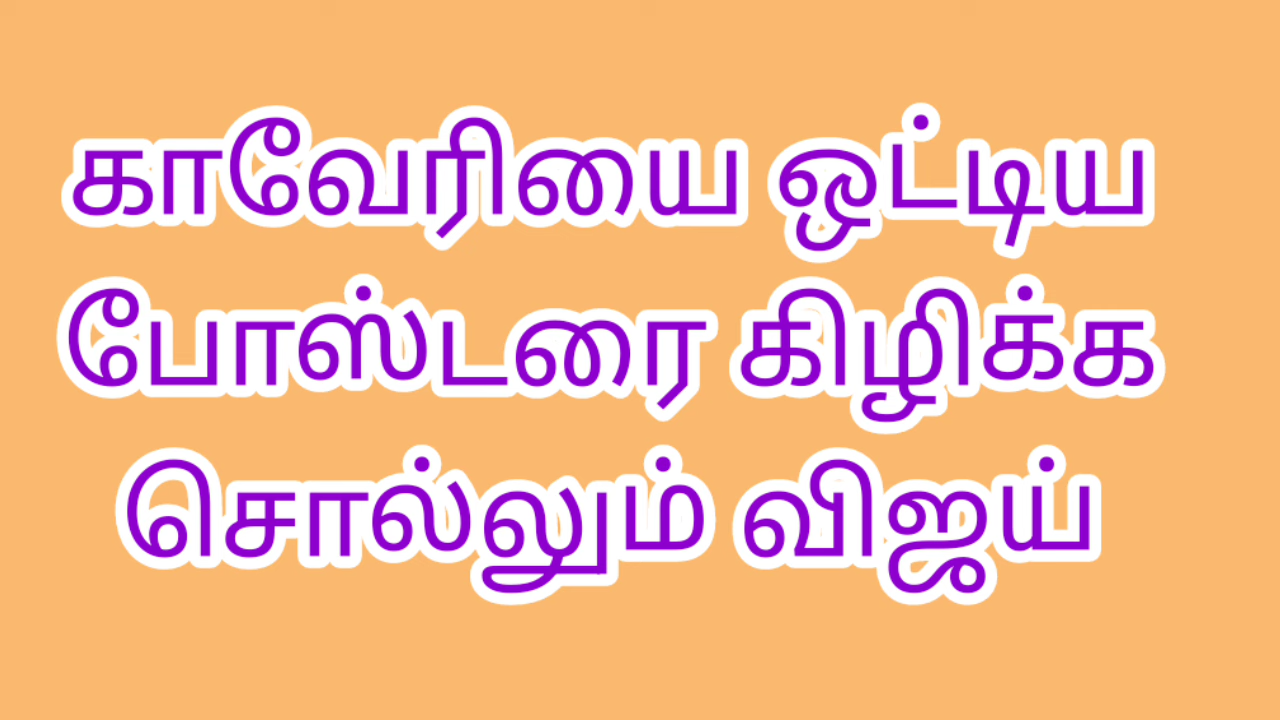 காவேரியை ஒட்டிய
போஸ்டரை கிழிக்க
சொல்லும் விஜய்